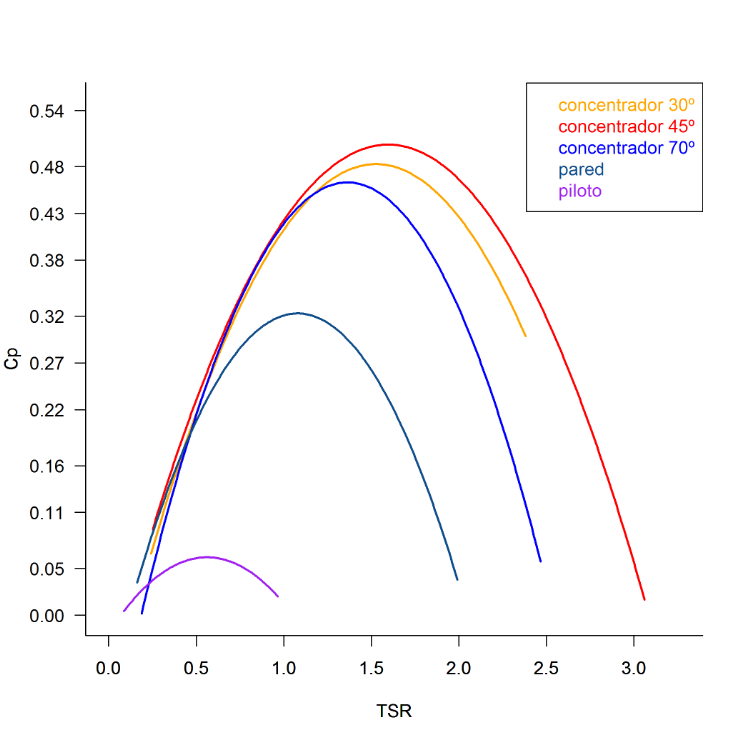 concentrador 30º
concentrador 45º
concentrador 70º
pared
piloto
0.54
0.48
0.43
0.38
0.32
0.27
0.22
0.16
0.11
0.05
0.00
Cp
0.0 0.5 1.0 1.5 2.0 2.5 3.0
TSR